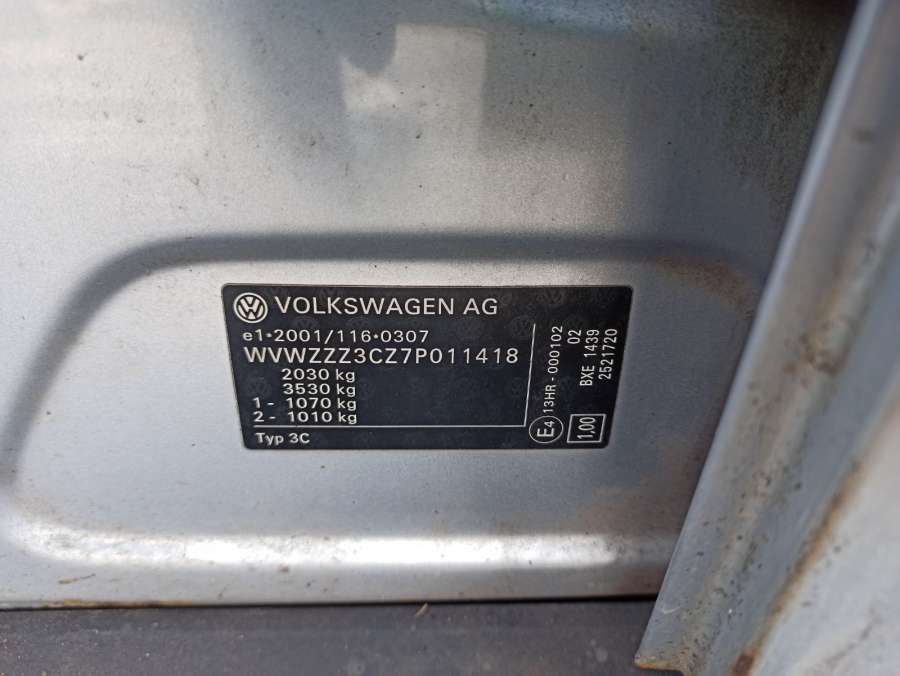 VOLKSWAGEN AG
e1*2001/116*0307
WVWZZZ3CZ7P011418
2030 kg
3530 kg
1- 1070 kg
2- 1010 kg
Typ 3C
E4 13HR-000102
02
BXE 1439
2521720
1,00